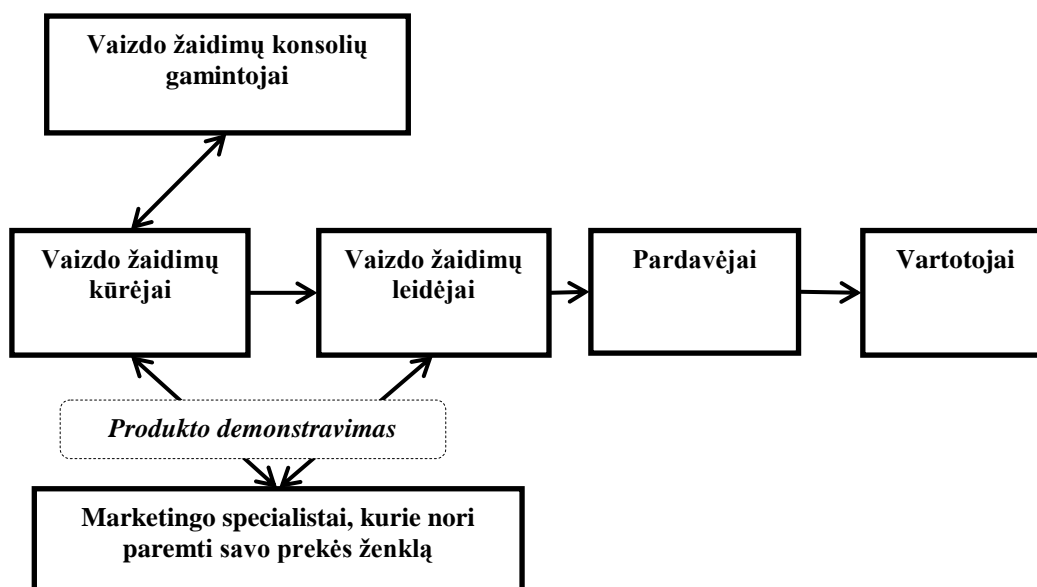 Vaizdo žaidimų konsolių
gamintojai
Vaizdo žaidimų
kūrėjai
Vaizdo žaidimų
leidėjai
Pardavėjai
Vartotojai
Produkto demonstravimas
Marketingo specialistai, kurie nori
paremti savo prekės ženklą